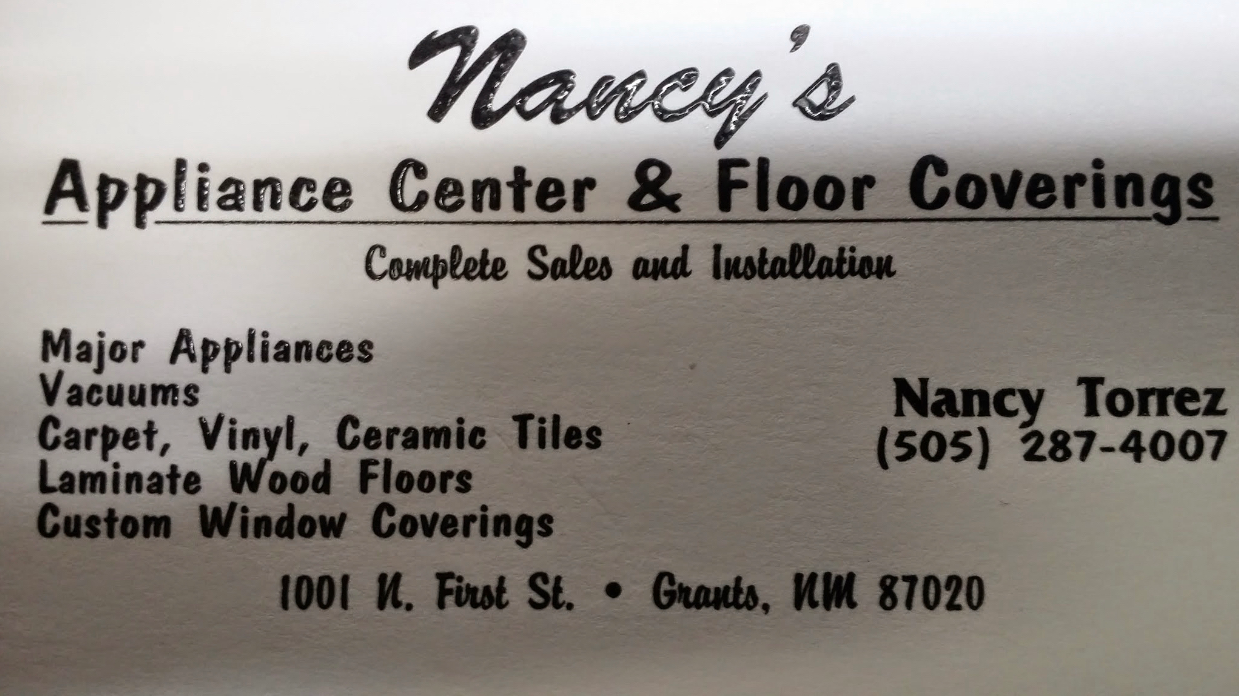 Nancy's
Appliance Center & Floor Coverings
Complete Sales and Installation
Major Appliances
Vacuums
Carpet, Vinyl, Ceramic Tiles
Laminate Wood Floors
Custom Window Coverings
Nancy Torrez
(505) 287-4007
1001 N. First St. • Grants, NM 87020